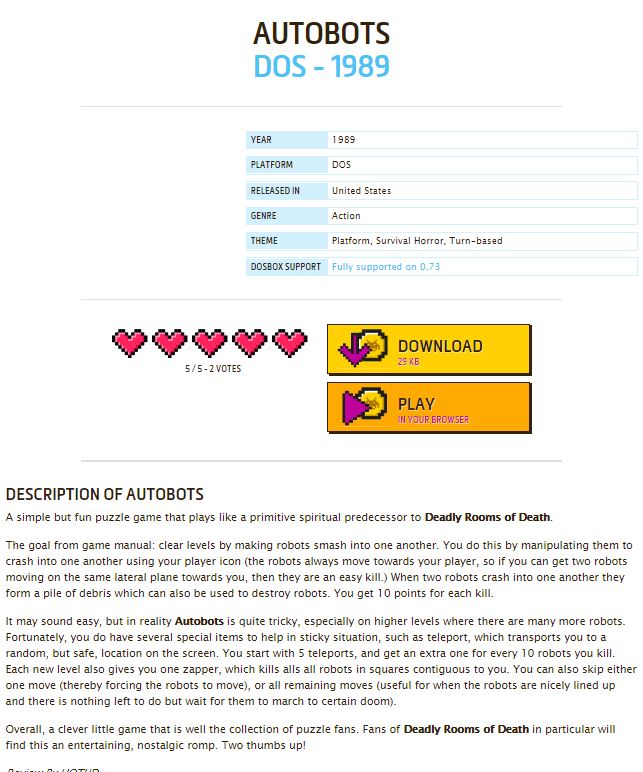 AUTOBOTS
DOS - 1989
YEAR 1989
PLATFORM DOS
RELEASED IN United States
GENRE Action
THEME Platform, Survival Horror, Turn-based
DOSBOX SUPPORT Fully supported on 0.73
5 / 5 - 2 VOTES
DOWNLOAD
29 KB
PLAY
IN YOUR BROWSER
DESCRIPTION OF AUTOBOTS
A simple but fun puzzle game that plays like a primitive spiritual predecessor to Deadly Rooms of Death.
The goal from game manual: clear levels by making robots smash into one another. You do this by manipulating them to
crash into one another using your player icon (the robots always move towards your player, so if you can get two robots
moving on the same lateral plane towards you, then they are an easy kill.) When two robots crash into one another they
form a pile of debris which can also be used to destroy robots. You get 10 points for each kill.
It may sound easy, but in reality Autobots is quite tricky, especially on higher levels where there are many more robots.
Fortunately, you do have several special items to help in sticky situation, such as teleport, which transports you to a
random, but safe, location on the screen. You start with 5 teleports, and get an extra one for every 10 robots you kill.
Each new level also gives you one zapper, which kills alls all robots in squares contiguous to you. You can also skip either
one move (thereby forcing the robots to move), or all remaining moves (useful for when the robots are nicely lined up
and there is nothing left to do but wait for them to march to certain doom).
Overall, a clever little game that is well the collection of puzzle fans. Fans of Deadly Rooms of Death in particular will
find this an entertaining, nostalgic romp. Two thumbs up!